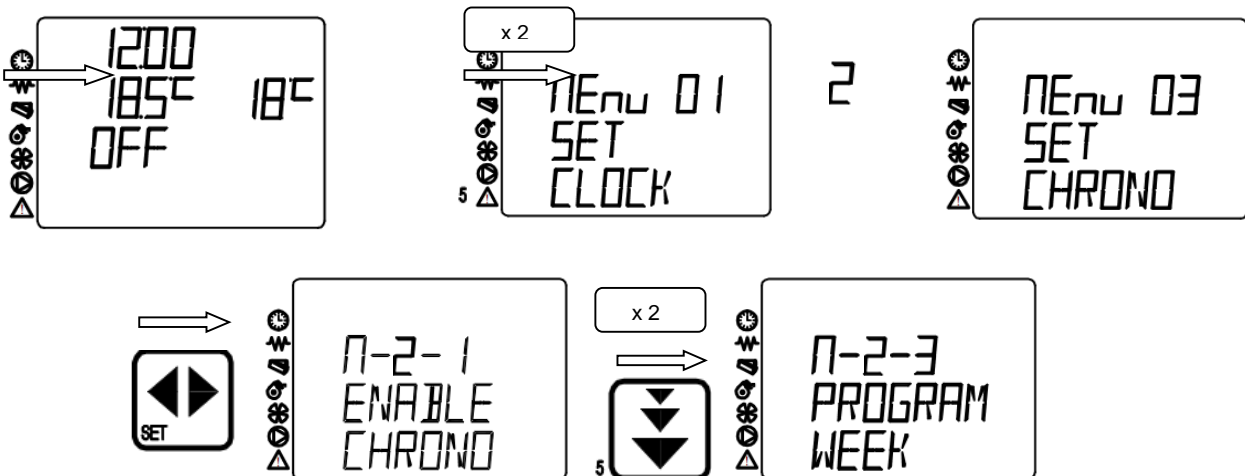 12:00
18.5°C 18°C
OFF
x 2
MEnu 01
SET
CLOCK
5
2
MEnu 03
SET
CHRONO
SET
M-2-1
ENABLE
CHRONO
x 2
5
M-2-3
PROGRAM
WEEK